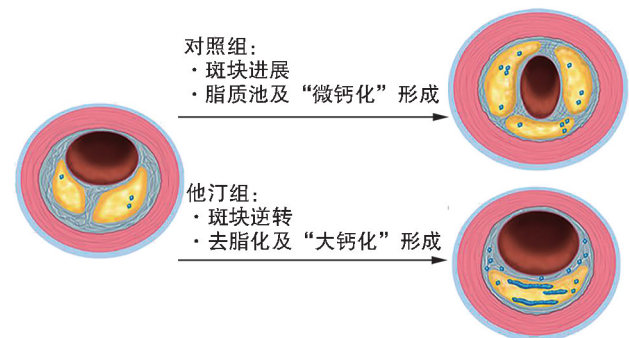 对照组：
·斑块进展
·脂质池及“微钙化”形成
他汀组：
·斑块逆转
·去脂化及“大钙化”形成